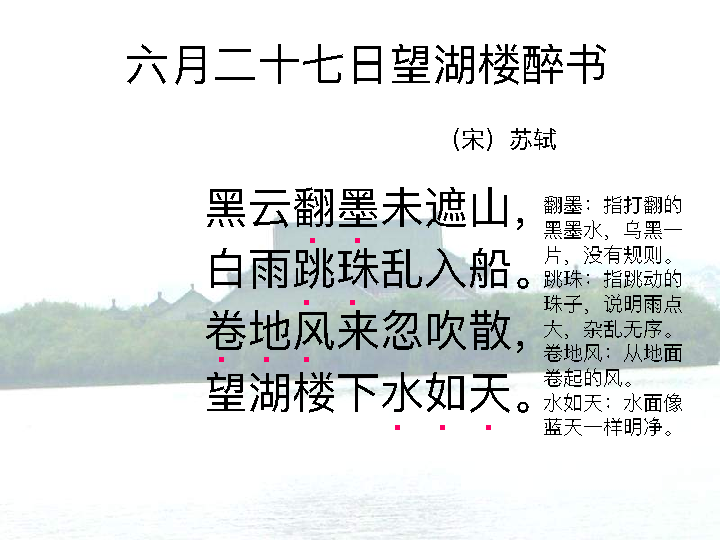 六月二十七日望湖楼醉书
（宋）苏轼
黑云翻墨未遮山，
白雨跳珠乱入船。
卷地风来忽吹散，
望湖楼下水如天。
翻墨：指打翻的
黑墨水，乌黑一
片，没有规则。
跳珠：指跳动的
珠子，说明雨点
大，杂乱无序。
卷地风：从地面
卷起的风。
水如天：水面像
蓝天一样明净。